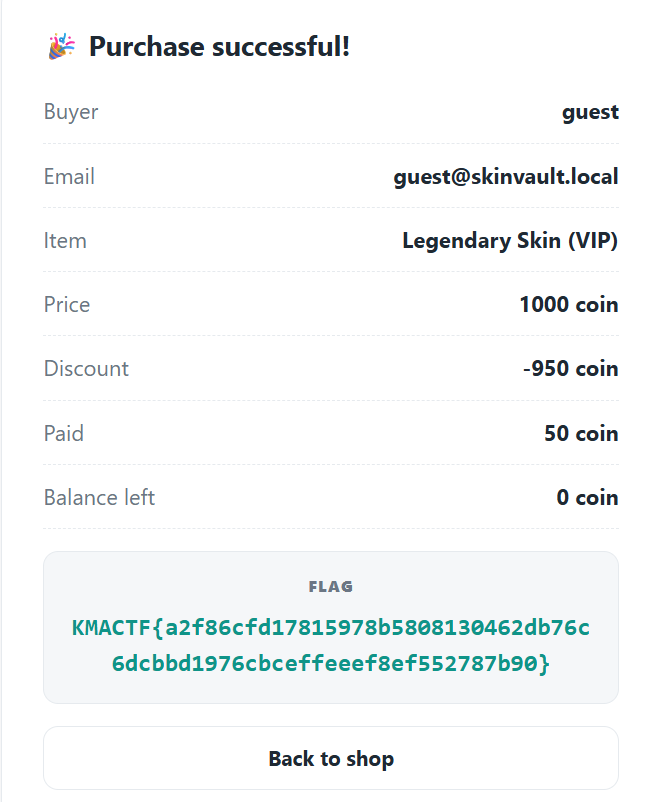 🎉 Purchase successful!
Buyer guest
Email guest@skinvault.local
Item Legendary Skin (VIP)
Price 1000 coin
Discount -950 coin
Paid 50 coin
Balance left 0 coin
FLAG
KMACTF{a2f86cfd17815978b5808130462db76c
6dcbbd1976cbceffeeef8ef552787b90}
Back to shop